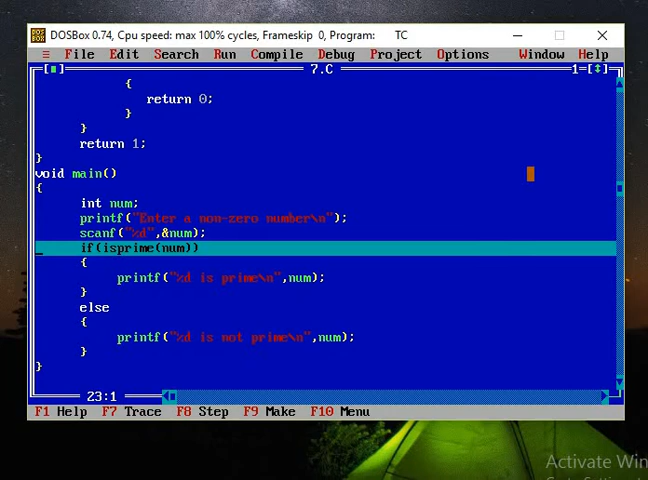 DOSBox 0.74, Cpu speed: max 100% cycles, Frameskip 0, Program: TC
≡ File Edit Search Run Compile Debug Project Options Window Help
[■] 7.C 1=[↕]
{
return 0;
}
}
return 1;
}
void main()
{
int num;
printf("Enter a non-zero number\n");
scanf("%d",&num);
if(isprime(num))
{
printf("%d is prime\n",num);
}
else
{
printf("%d is not prime\n",num);
}
}
23:1
F1 Help F7 Trace F8 Step F9 Make F10 Menu
Activate Win